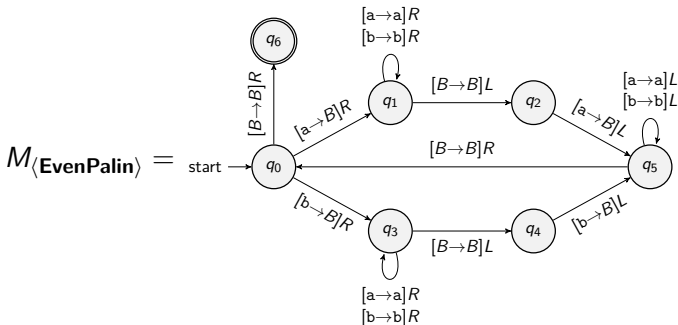 [a→a]R
[b→b]R
q6
[B→B]R
[a→B]R
q1
[B→B]L
q2
[a→B]L
[a→a]L
[b→b]L
M⟨EvenPalin⟩ =
start
q0
[B→B]R
q5
[b→B]R
q3
[B→B]L
q4
[b→B]L
[a→a]R
[b→b]R